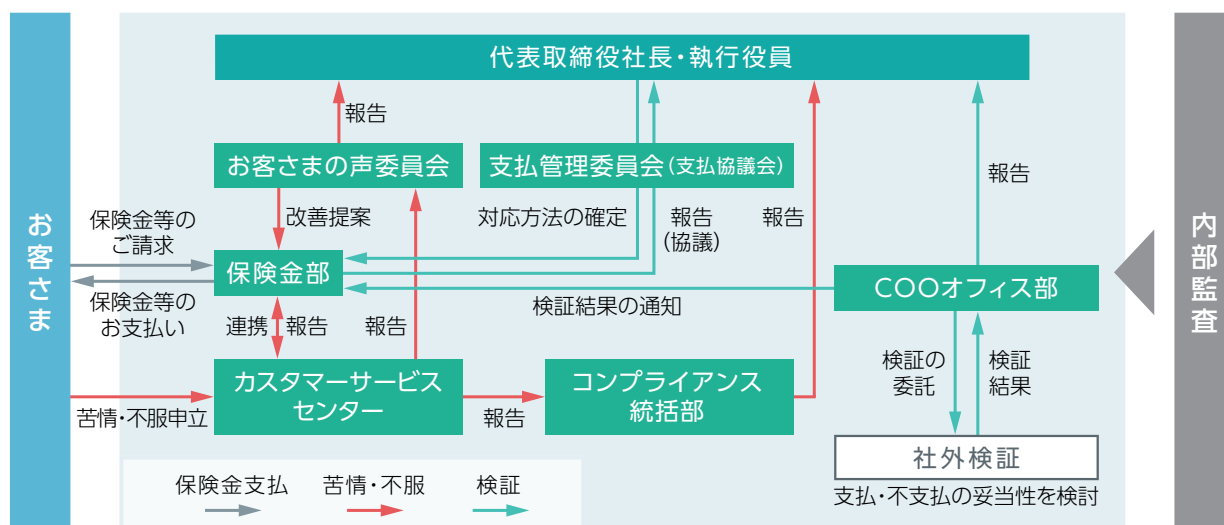 代表取締役社長・執行役員
報告
お客さまの声委員会
支払管理委員会(支払協議会)
報告
お客さま
保険金等の
ご請求
改善提案
対応方法の確定
報告
(協議)
報告
内部監査
保険金部
COOオフィス部
保険金等の
お支払い
検証結果の通知
連携
報告
報告
カスタマーサービス
センター
コンプライアンス
統括部
検証の
委託
検証
結果
苦情・不服申立
報告
社外検証
支払・不支払の妥当性を検討
保険金支払
苦情・不服
検証